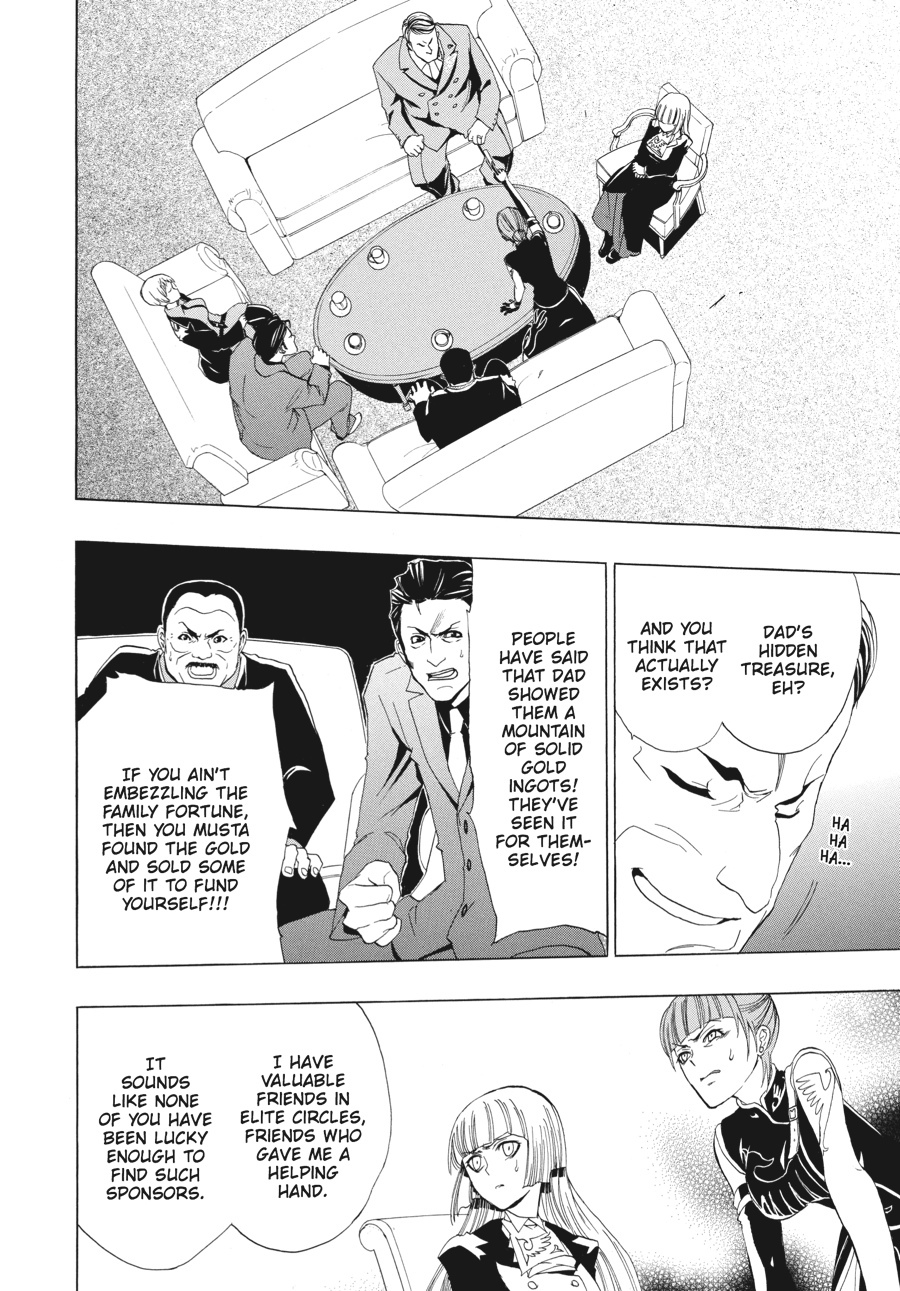 DAD'S
HIDDEN
TREASURE,
EH?
AND YOU
THINK THAT
ACTUALLY
EXISTS?
HA
HA
HA...
PEOPLE
HAVE SAID
THAT DAD
SHOWED
THEM A
MOUNTAIN
OF SOLID
GOLD
INGOTS!
THEY'VE
SEEN IT
FOR THEM-
SELVES!
IF YOU AIN'T
EMBEZZLING THE
FAMILY FORTUNE,
THEN YOU MUSTA
FOUND THE GOLD
AND SOLD SOME
OF IT TO FUND
YOURSELF!!!
I HAVE
VALUABLE
FRIENDS IN
ELITE CIRCLES,
FRIENDS WHO
GAVE ME A
HELPING
HAND.
IT
SOUNDS
LIKE NONE
OF YOU HAVE
BEEN LUCKY
ENOUGH TO
FIND SUCH
SPONSORS.